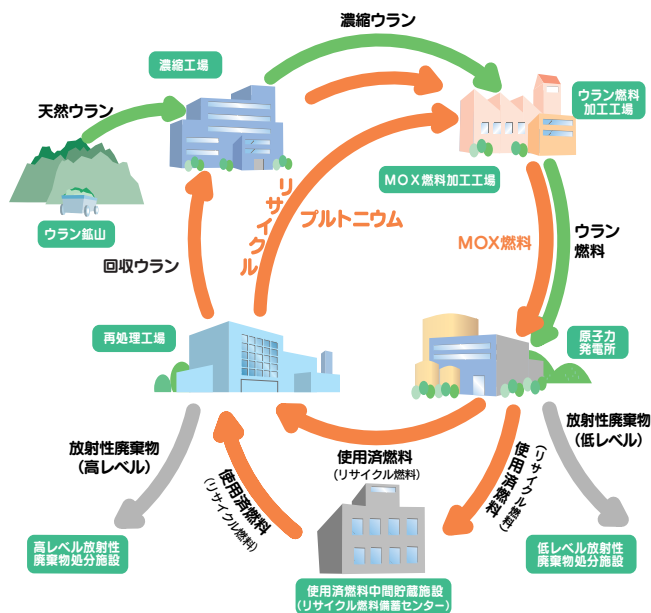 濃縮ウラン
濃縮工場
天然ウラン
ウラン燃料
加工工場
MOX燃料加工工場
ウラン鉱山
リサイクル
プルトニウム
回収ウラン
MOX燃料
ウラン
燃料
再処理工場
原子力
発電所
放射性廃棄物
(高レベル)
使用済燃料
(リサイクル燃料)
使用済燃料
(リサイクル燃料)
使用済燃料
(リサイクル燃料)
放射性廃棄物
(低レベル)
高レベル放射性
廃棄物処分施設
使用済燃料中間貯蔵施設
(リサイクル燃料備蓄センター)
低レベル放射性
廃棄物処分施設